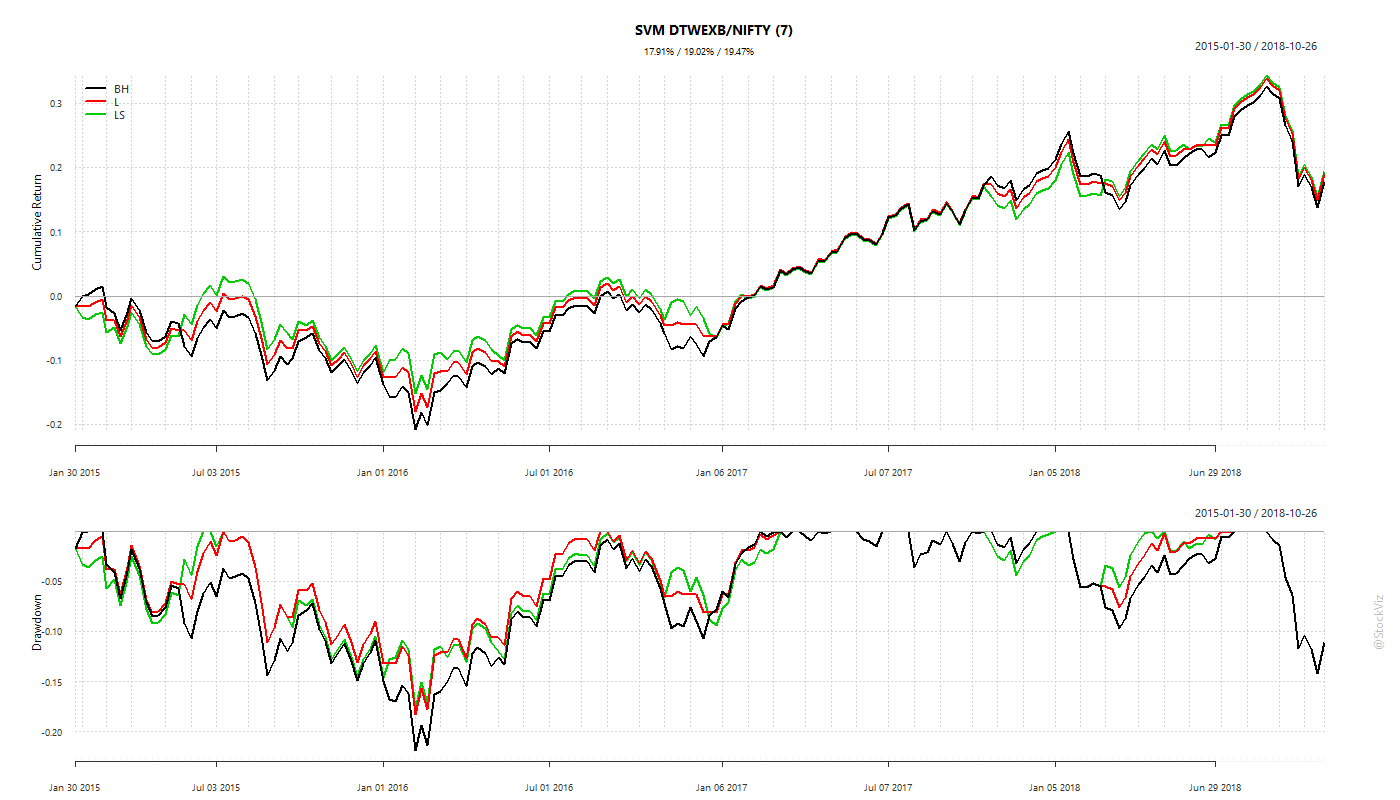 SVM DTWEXB/NIFTY (7)
17.91% / 19.02% / 19.47%
2015-01-30 / 2018-10-26
BH
L
LS
Cumulative Return
0.3
0.2
0.1
0.0
-0.1
-0.2
Jan 30 2015 Jul 03 2015 Jan 01 2016 Jul 01 2016 Jan 06 2017 Jul 07 2017 Jan 05 2018 Jun 29 2018
2015-01-30 / 2018-10-26
Drawdown
-0.05
-0.10
-0.15
-0.20
Jan 30 2015 Jul 03 2015 Jan 01 2016 Jul 01 2016 Jan 06 2017 Jul 07 2017 Jan 05 2018 Jun 29 2018
@StockViz